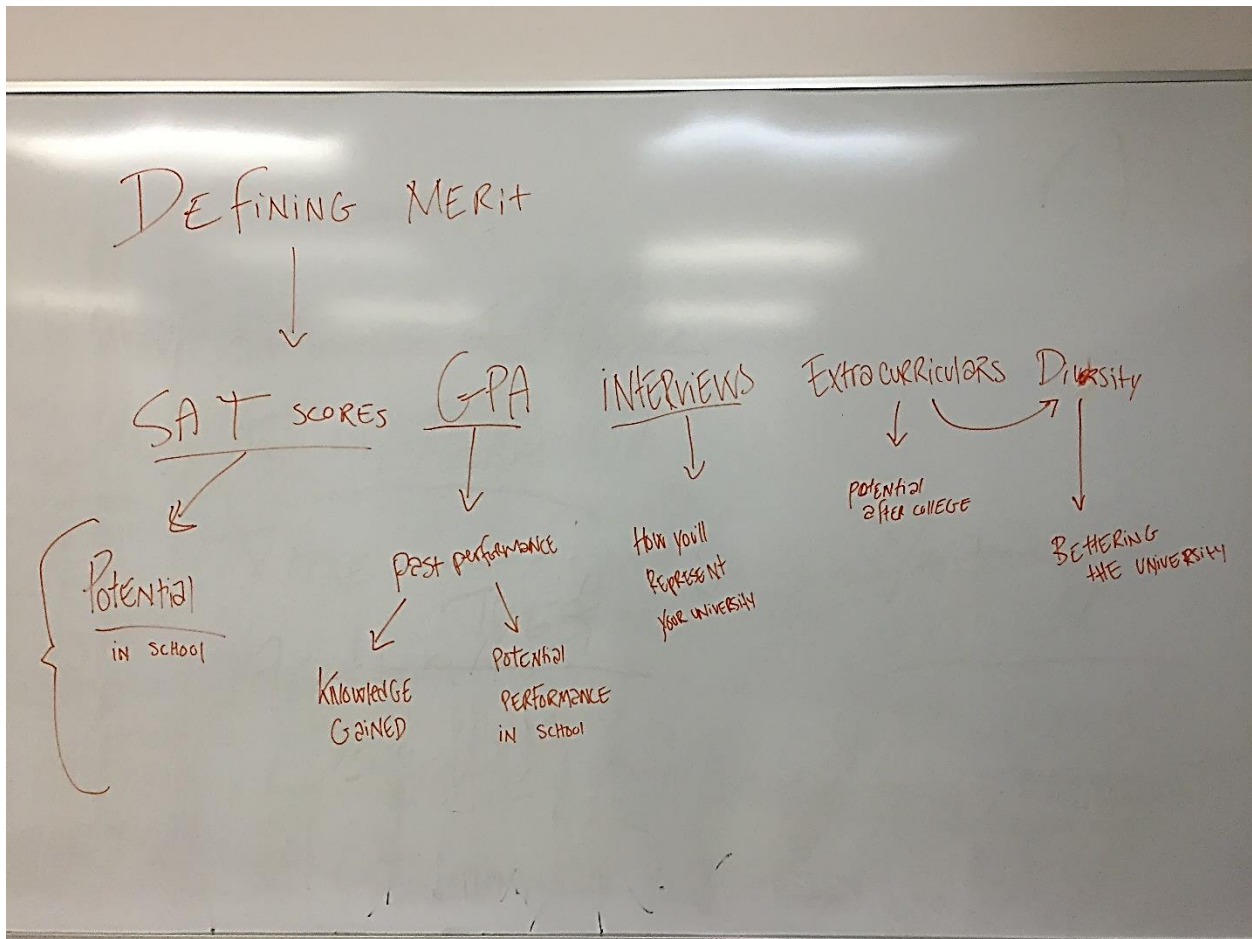 Defining Merit
SAT scores
GPA
Interviews
Extracurriculars
Diversity
Potential
in school
Past performance
Knowledge
Gained
Potential
performance
in school
How you'll
represent
your university
Potential
after college
Bettering
the university